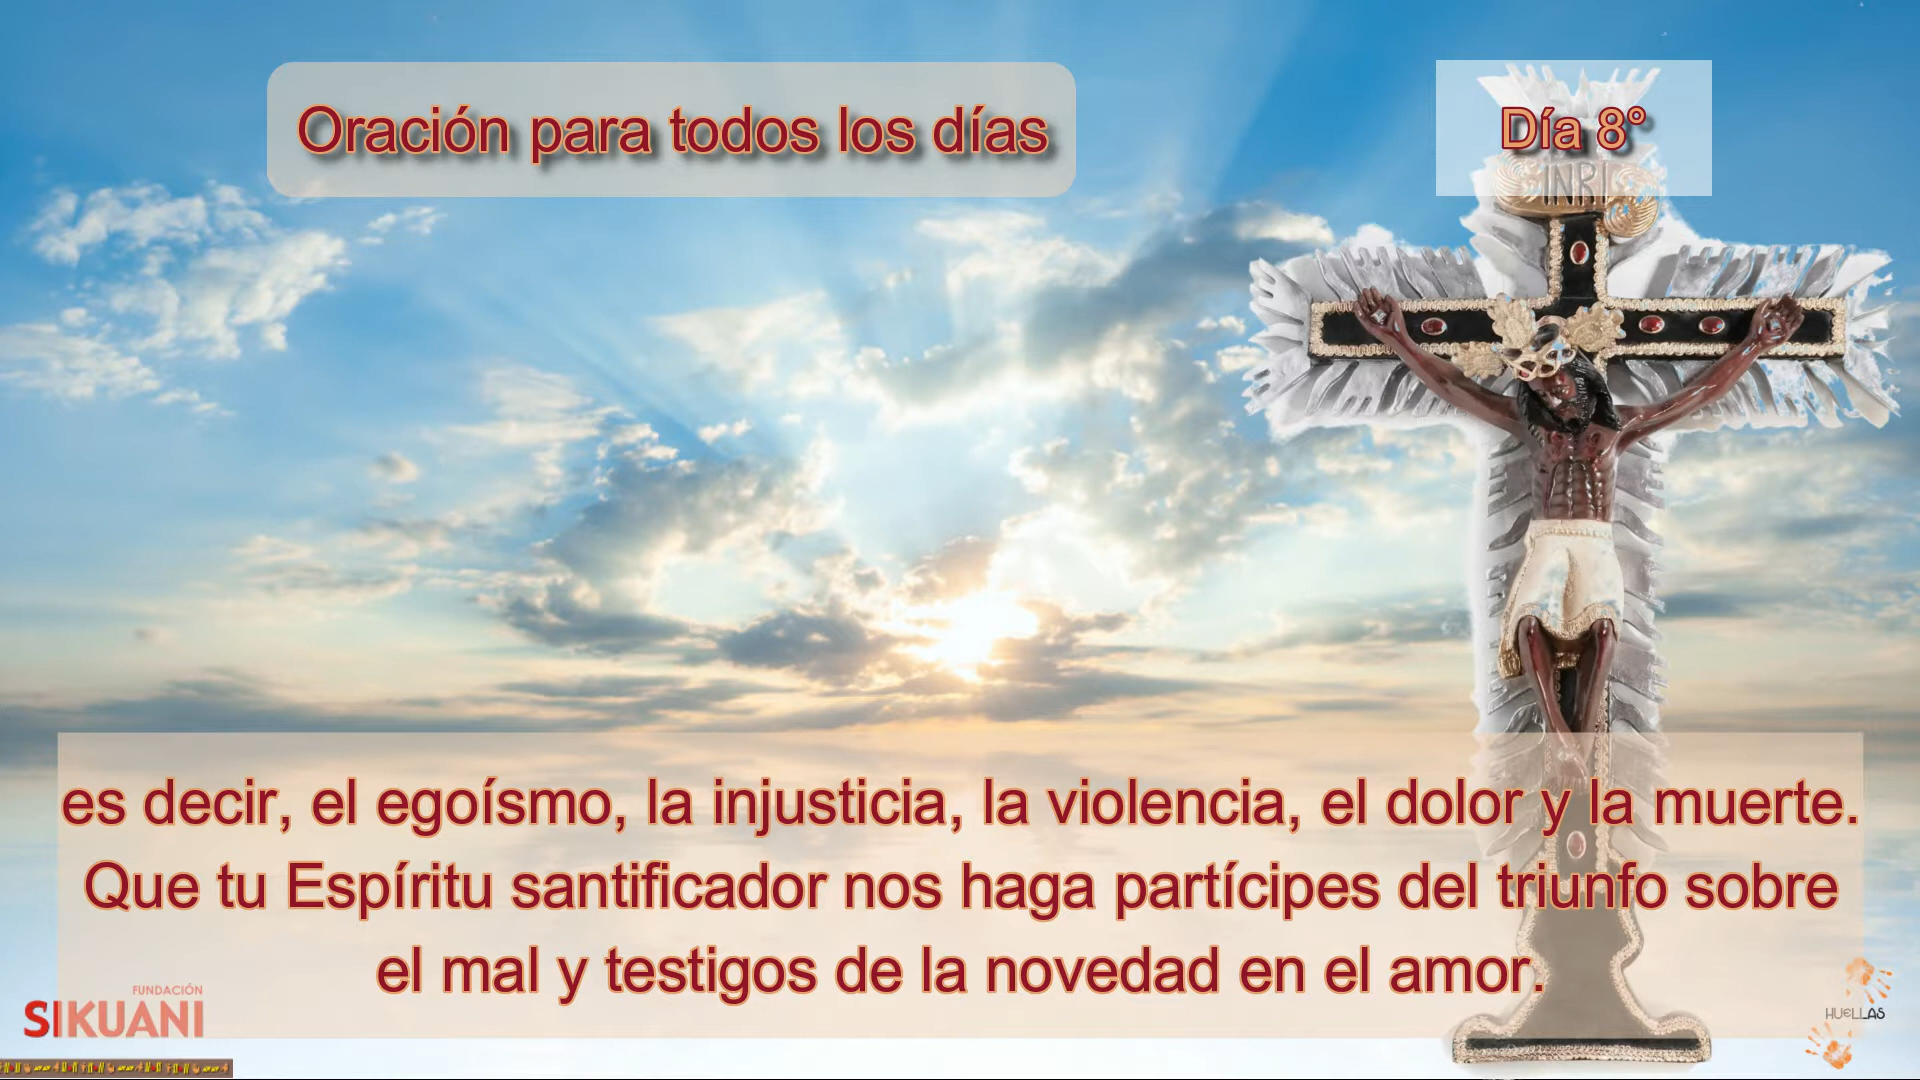 Oración para todos los días
Día 8°
INRI
es decir, el egoísmo, la injusticia, la violencia, el dolor y la muerte.
Que tu Espíritu santificador nos haga partícipes del triunfo sobre
el mal y testigos de la novedad en el amor.
FUNDACIÓN
SIKUANI
HUELLAS